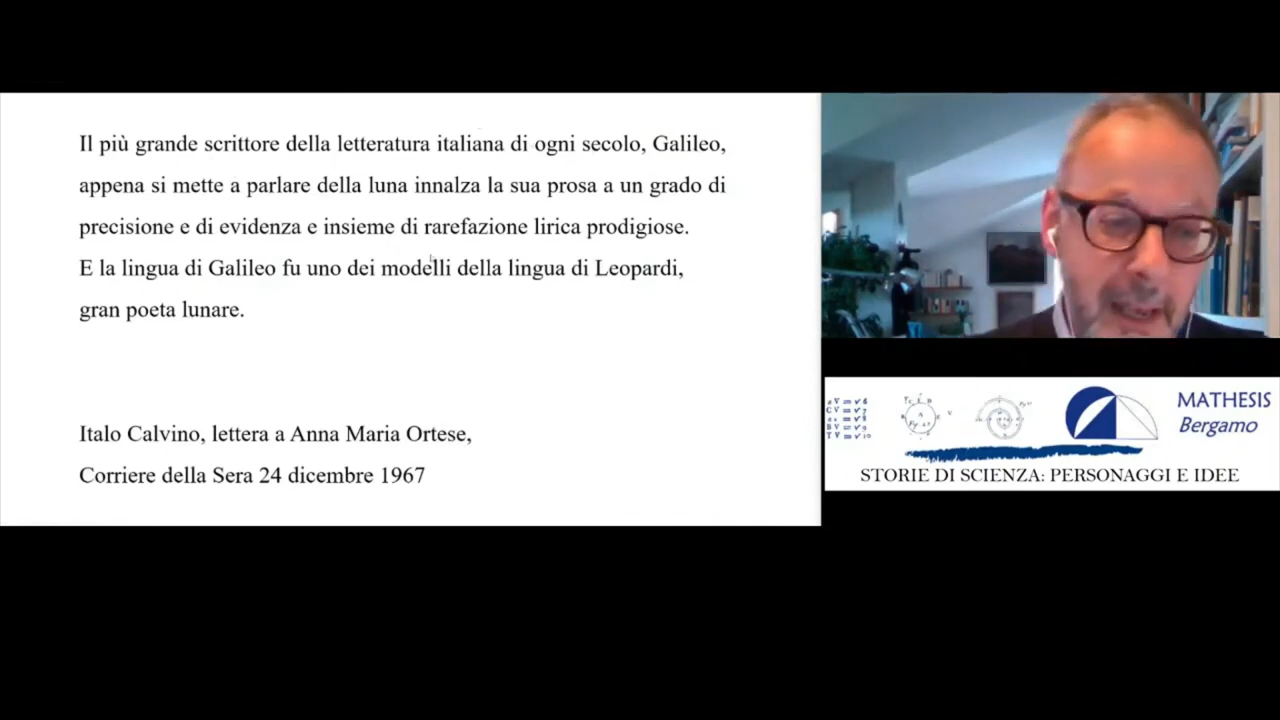 Il più grande scrittore della letteratura italiana di ogni secolo, Galileo,
appena si mette a parlare della luna innalza la sua prosa a un grado di
precisione e di evidenza e insieme di rarefazione lirica prodigiose.
E la lingua di Galileo fu uno dei modelli della lingua di Leopardi,
gran poeta lunare.
Italo Calvino, lettera a Anna Maria Ortese,
Corriere della Sera 24 dicembre 1967
MATHESIS
Bergamo
STORIE DI SCIENZA: PERSONAGGI E IDEE